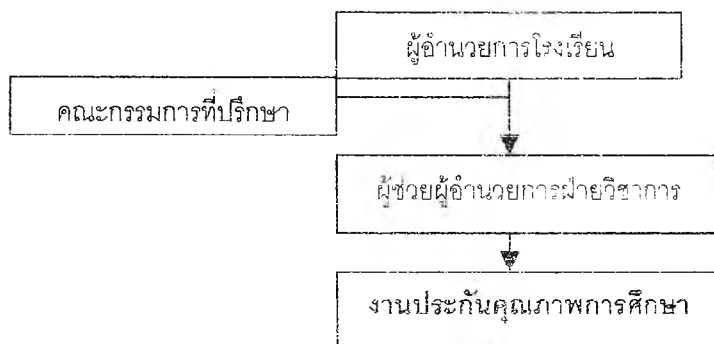 ผู้อำนวยการโรงเรียน
คณะกรรมการที่ปรึกษา
ผู้ช่วยผู้อำนวยการฝ่ายวิชาการ
งานประกันคุณภาพการศึกษา